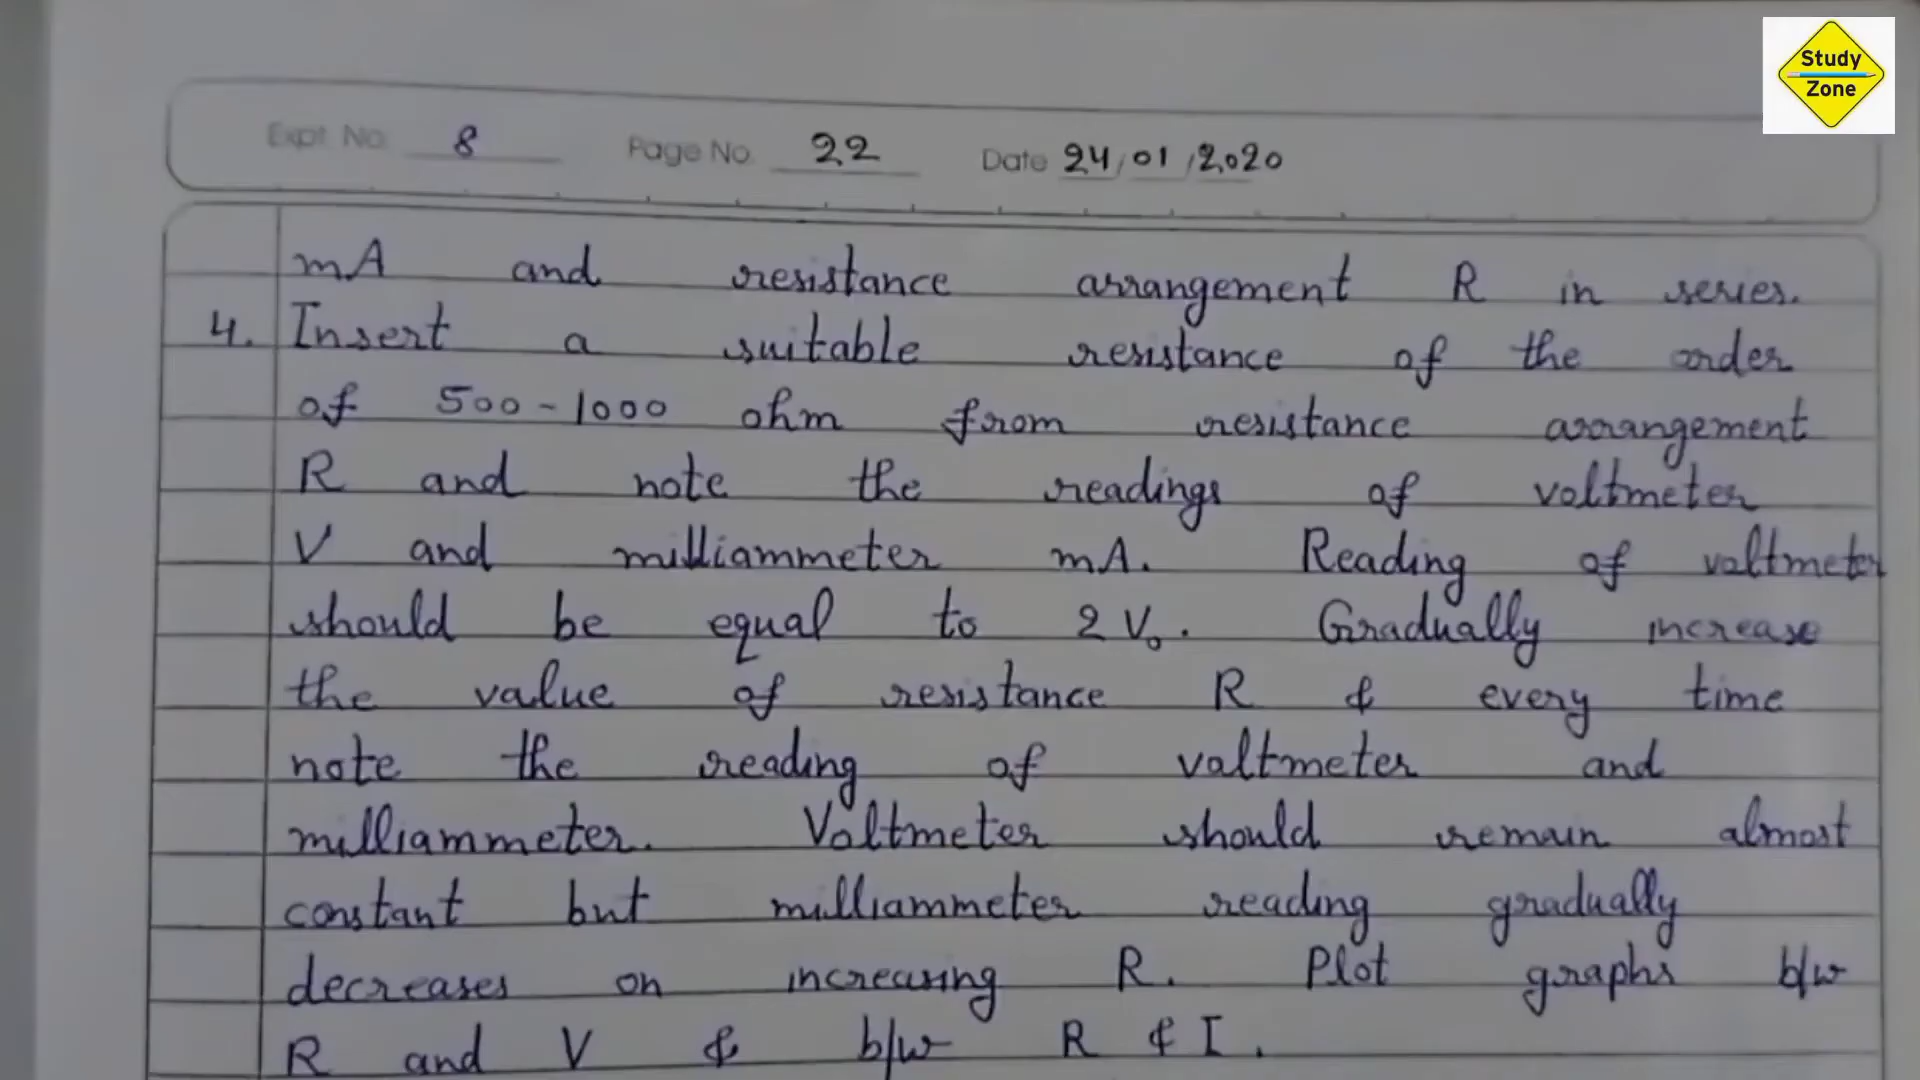 Study
Zone
Expt. No. 8 Page No. 22 Date 24/01/2020
mA and resistance arrangement R in series.
4. Insert a suitable resistance of the order
of 500-1000 ohm from resistance arrangement
R and note the readings of voltmeter
V and milliammeter mA. Reading of voltmeter
should be equal to 2 V₀. Gradually increase
the value of resistance R & every time
note the reading of voltmeter and
milliammeter. Voltmeter should remain almost
constant but milliammeter reading gradually
decreases on increasing R. Plot graphs b/w
R and V & b/w R & I.